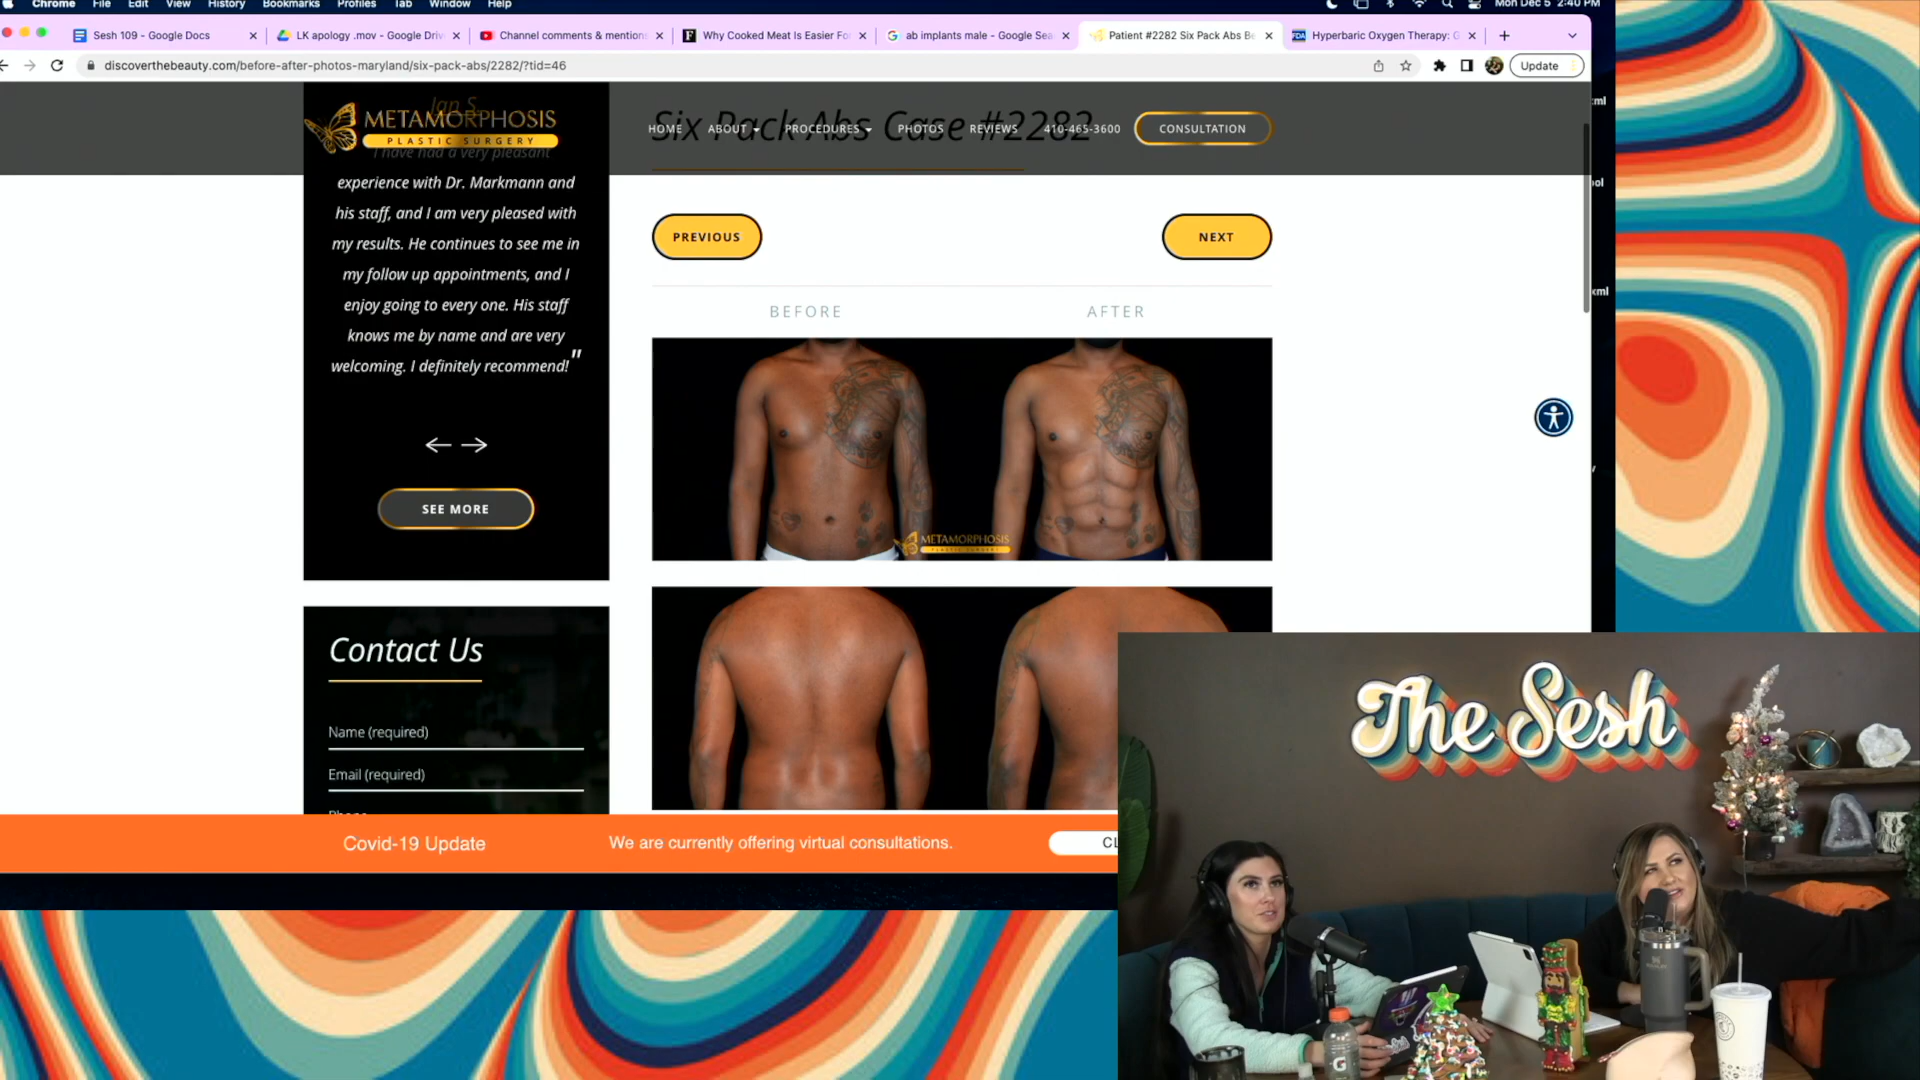 Chrome File Edit View History Bookmarks Profiles Tab Window Help Mon Dec 5 2:40 PM
Sesh 109 - Google Docs LK apology .mov - Google Driv Channel comments & mentions Why Cooked Meat Is Easier Fo ab implants male - Google Sea Patient #2282 Six Pack Abs Be FDA Hyperbaric Oxygen Therapy: G
discoverthebeauty.com/before-after-photos-maryland/six-pack-abs/2282/?tid=46 Update
Jan S.
METAMORPHOSIS
PLASTIC SURGERY
Six Pack Abs Case #2282
HOME ABOUT PROCEDURES PHOTOS REVIEWS 410-465-3600 CONSULTATION
I have had a very pleasant
experience with Dr. Markmann and
his staff, and I am very pleased with
my results. He continues to see me in
my follow up appointments, and I
enjoy going to every one. His staff
knows me by name and are very
welcoming. I definitely recommend!"
SEE MORE
PREVIOUS NEXT
BEFORE AFTER
METAMORPHOSIS
PLASTIC SURGERY
Contact Us
Name (required)
Email (required)
Phone
Covid-19 Update We are currently offering virtual consultations. CL
The Sesh
G